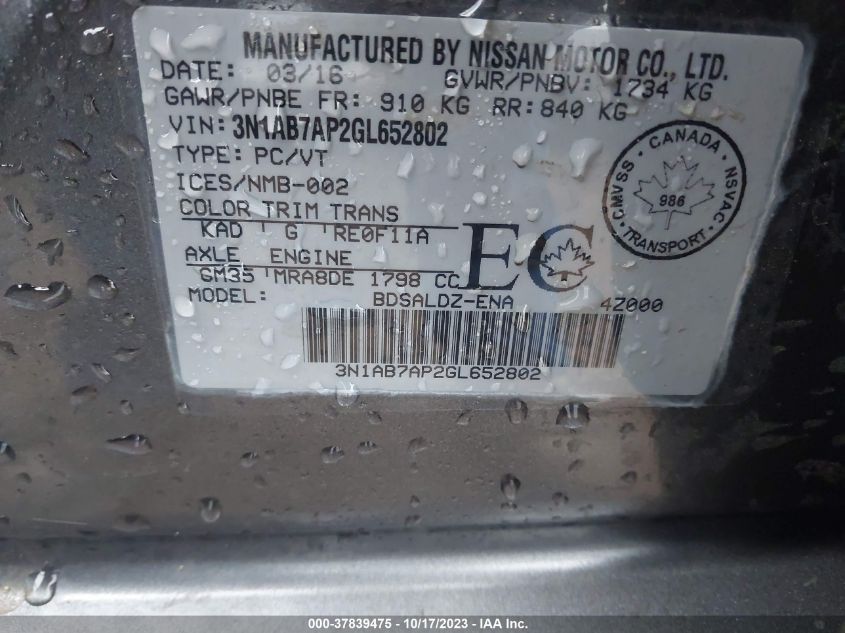 MANUFACTURED BY NISSAN MOTOR CO., LTD.
DATE: 03/16 GVWR/PNBV: 1734 KG
GAWR/PNBE FR: 910 KG RR: 840 KG
VIN: 3N1AB7AP2GL652802
TYPE: PC/VT
ICES/NMB-002
COLOR TRIM TRANS
KAD G RE0F11A
AXLE ENGINE
GM35 MRA8DE 1798 CC
EC
MODEL: BDSALDZ-ENA 4Z000
3N1AB7AP2GL652802
CANADA
CMVSS
986
NSVAC
TRANSPORT
000-37839475 - 10/17/2023 - IAA Inc.